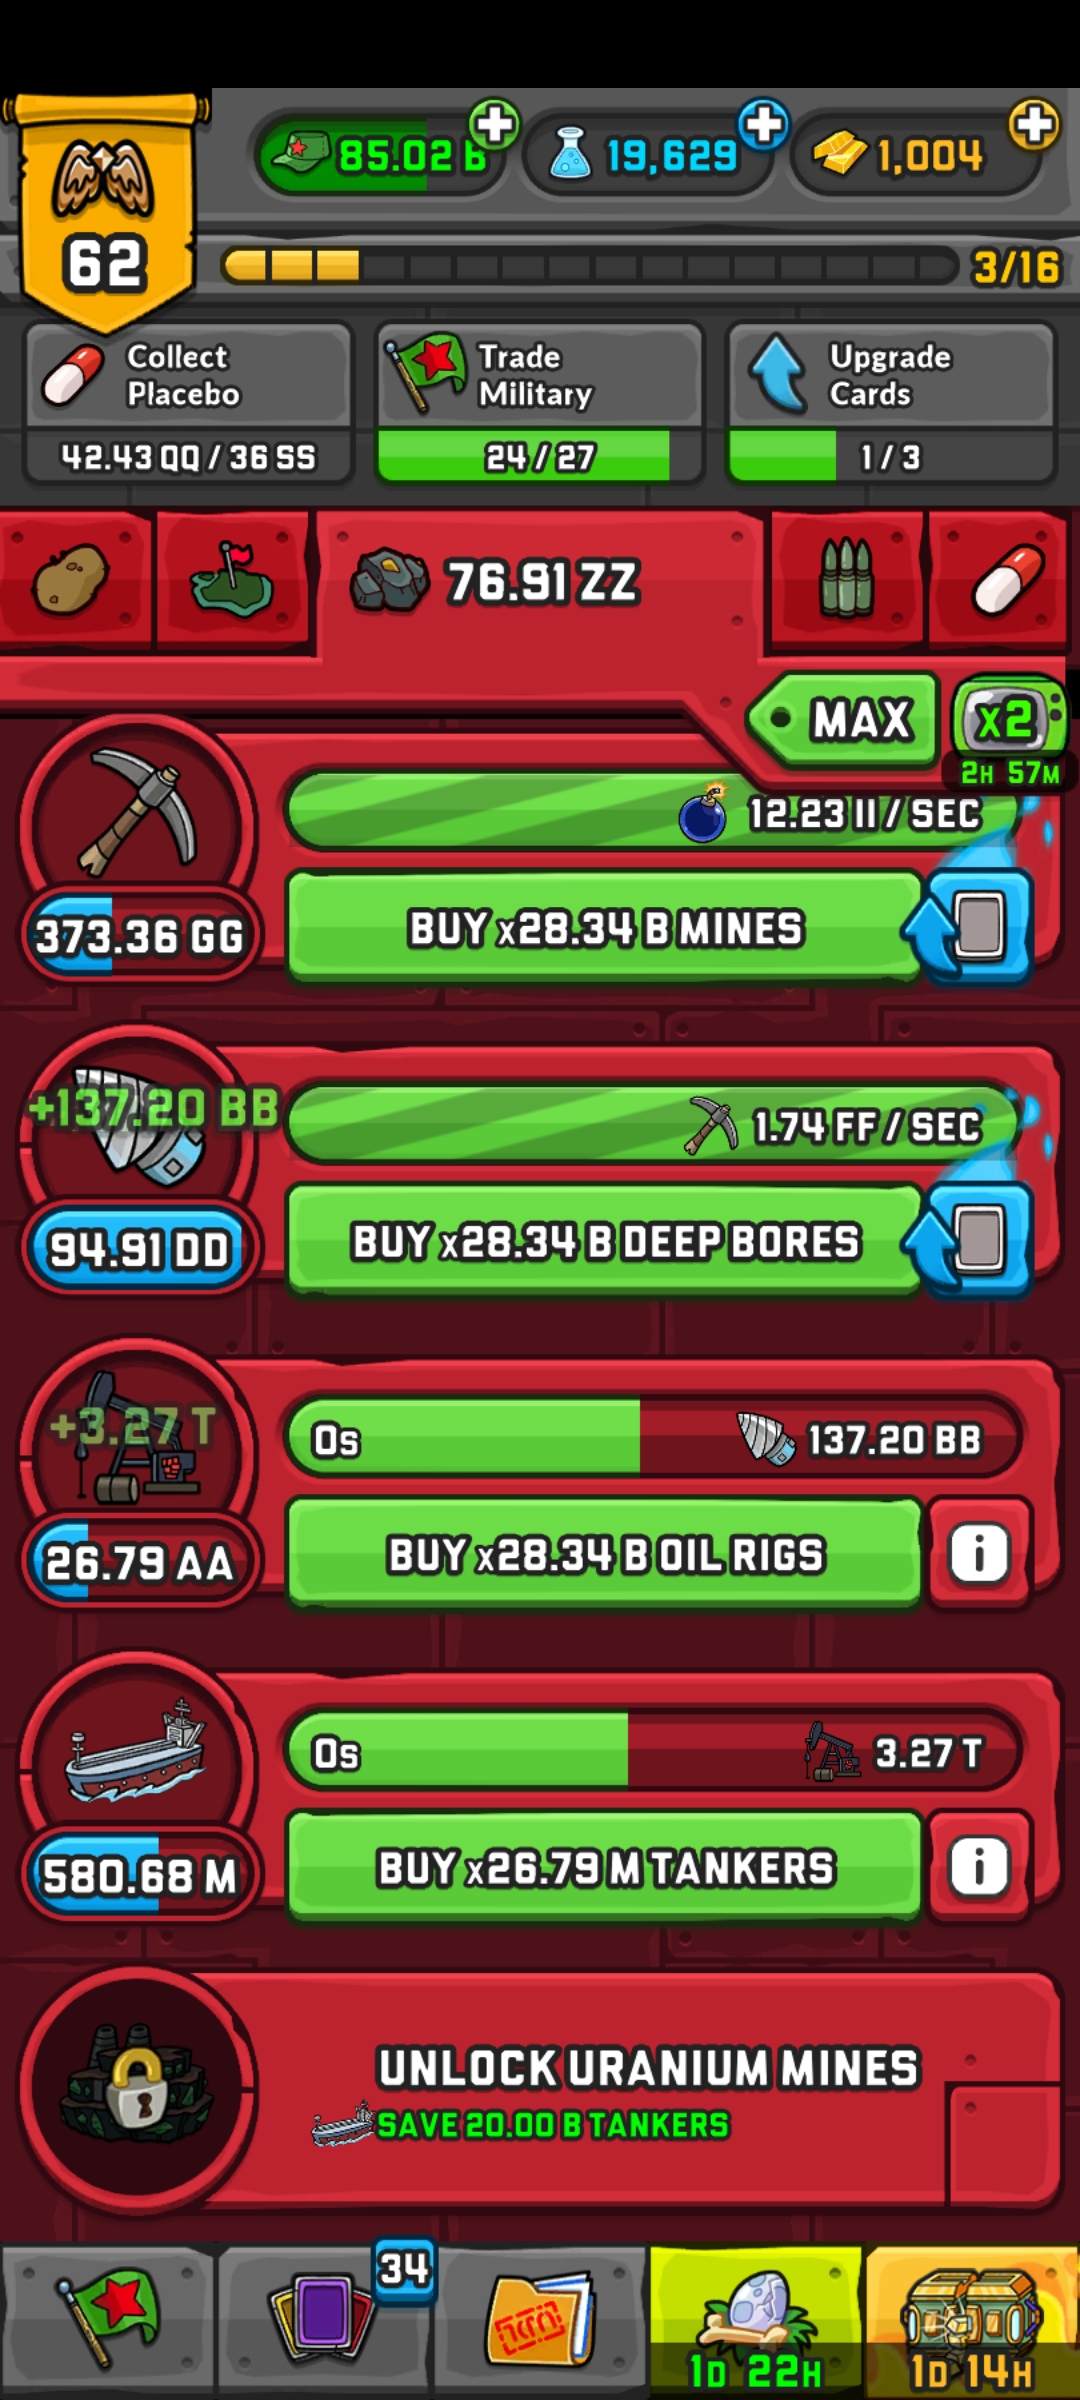 85.02 B
19,629
1,004
62
3/16
Collect
Placebo
Trade
Military
Upgrade
Cards
42.43 QQ / 36 SS
24 / 27
1 / 3
76.91 ZZ
MAX
x2
2H 57M
12.23 II / SEC
373.36 GG
BUY x28.34 B MINES
+137.20 BB
1.74 FF / SEC
94.91 DD
BUY x28.34 B DEEP BORES
+3.27 T
0s
137.20 BB
26.79 AA
BUY x28.34 B OIL RIGS
i
0s
3.27 T
580.68 M
BUY x26.79 M TANKERS
i
UNLOCK URANIUM MINES
SAVE 20.00 B TANKERS
34
1D 22H
1D 14H